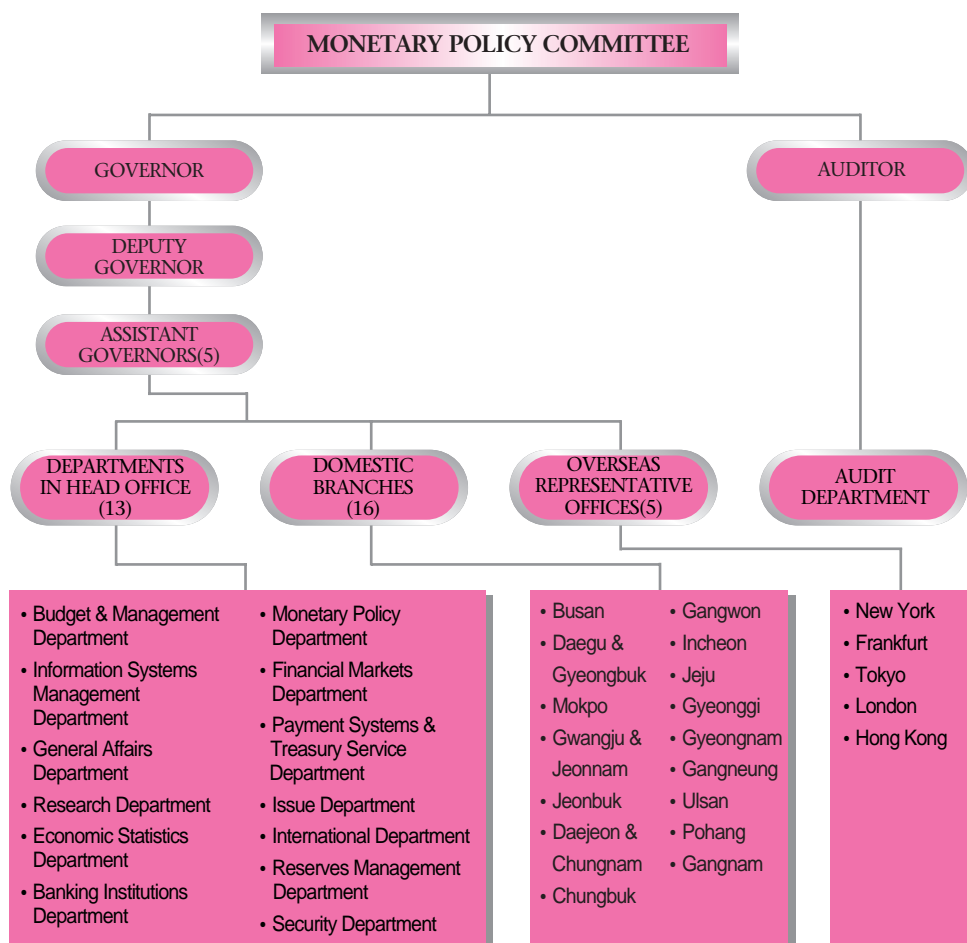 MONETARY POLICY COMMITTEE
GOVERNOR
AUDITOR
DEPUTY
GOVERNOR
ASSISTANT
GOVERNORS(5)
DEPARTMENTS
IN HEAD OFFICE
(13)
DOMESTIC
BRANCHES
(16)
OVERSEAS
REPRESENTATIVE
OFFICES(5)
AUDIT
DEPARTMENT
• Budget & Management
Department
• Information Systems
Management
Department
• General Affairs
Department
• Research Department
• Economic Statistics
Department
• Banking Institutions
Department
• Monetary Policy
Department
• Financial Markets
Department
• Payment Systems &
Treasury Service
Department
• Issue Department
• International Department
• Reserves Management
Department
• Security Department
• Busan
• Daegu &
Gyeongbuk
• Mokpo
• Gwangju &
Jeonnam
• Jeonbuk
• Daejeon &
Chungnam
• Chungbuk
• Gangwon
• Incheon
• Jeju
• Gyeonggi
• Gyeongnam
• Gangneung
• Ulsan
• Pohang
• Gangnam
• New York
• Frankfurt
• Tokyo
• London
• Hong Kong